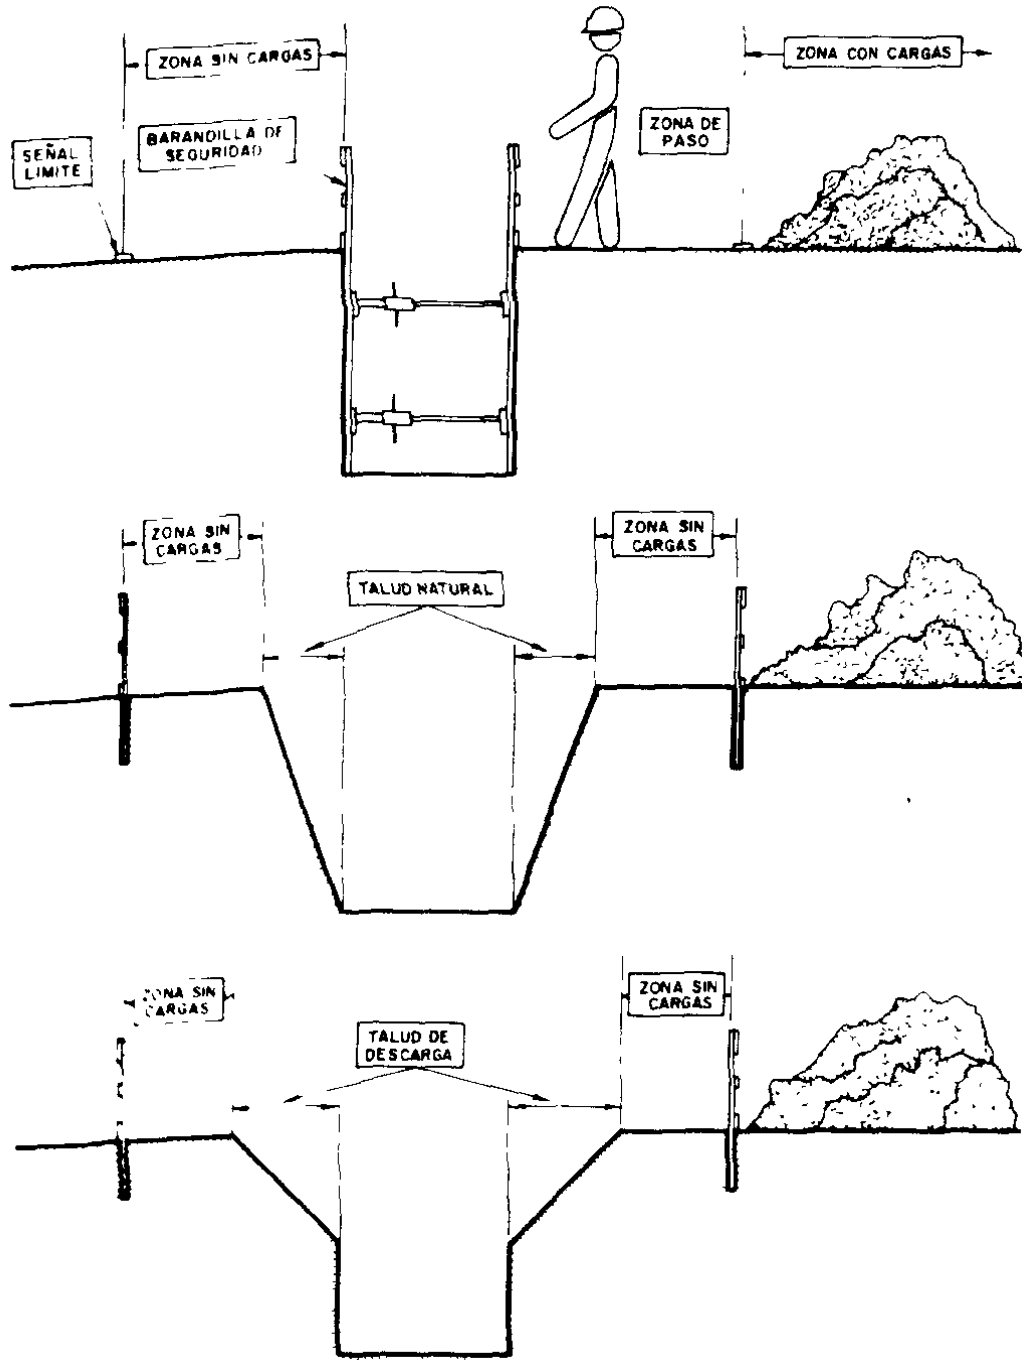 ZONA SIN CARGAS
ZONA CON CARGAS
SEÑAL
LIMITE
BARANDILLA DE
SEGURIDAD
ZONA DE
PASO
ZONA SIN
CARGAS
ZONA SIN
CARGAS
TALUD NATURAL
ZONA SIN
CARGAS
ZONA SIN
CARGAS
TALUD DE
DESCARGA